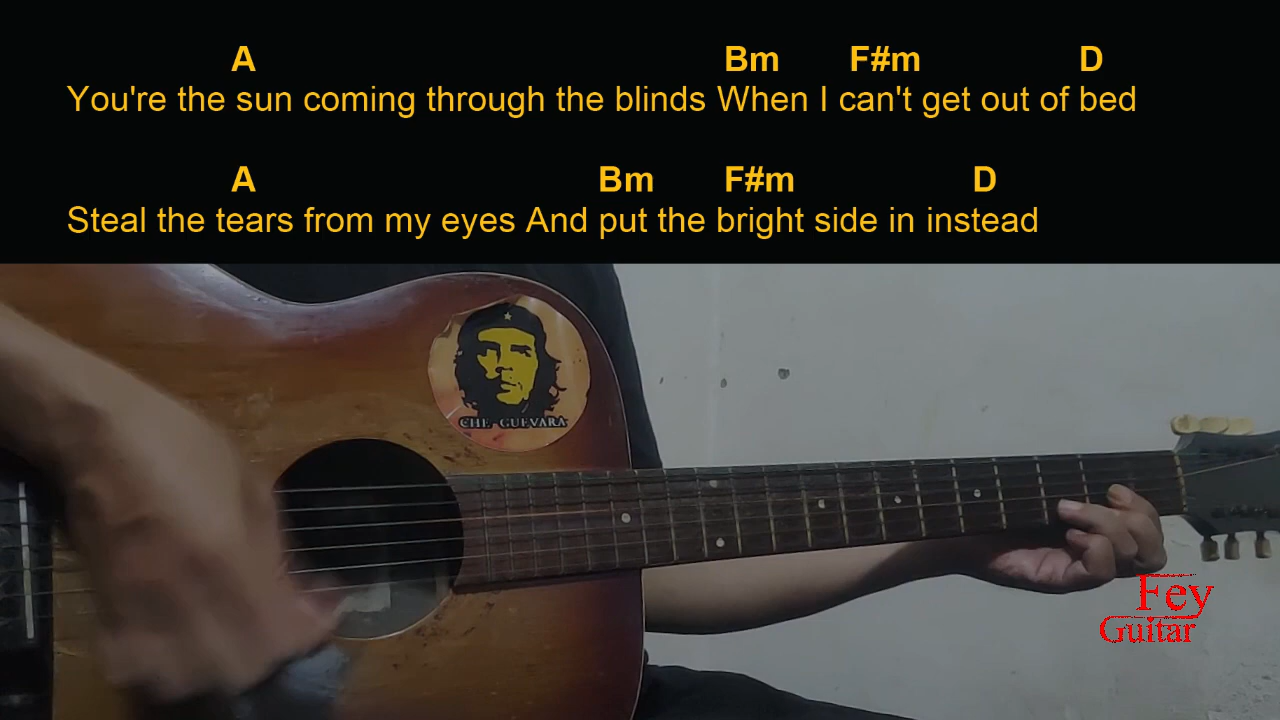 A Bm F#m D
You're the sun coming through the blinds When I can't get out of bed
A Bm F#m D
Steal the tears from my eyes And put the bright side in instead
CHE GUEVARA
Fey
Guitar